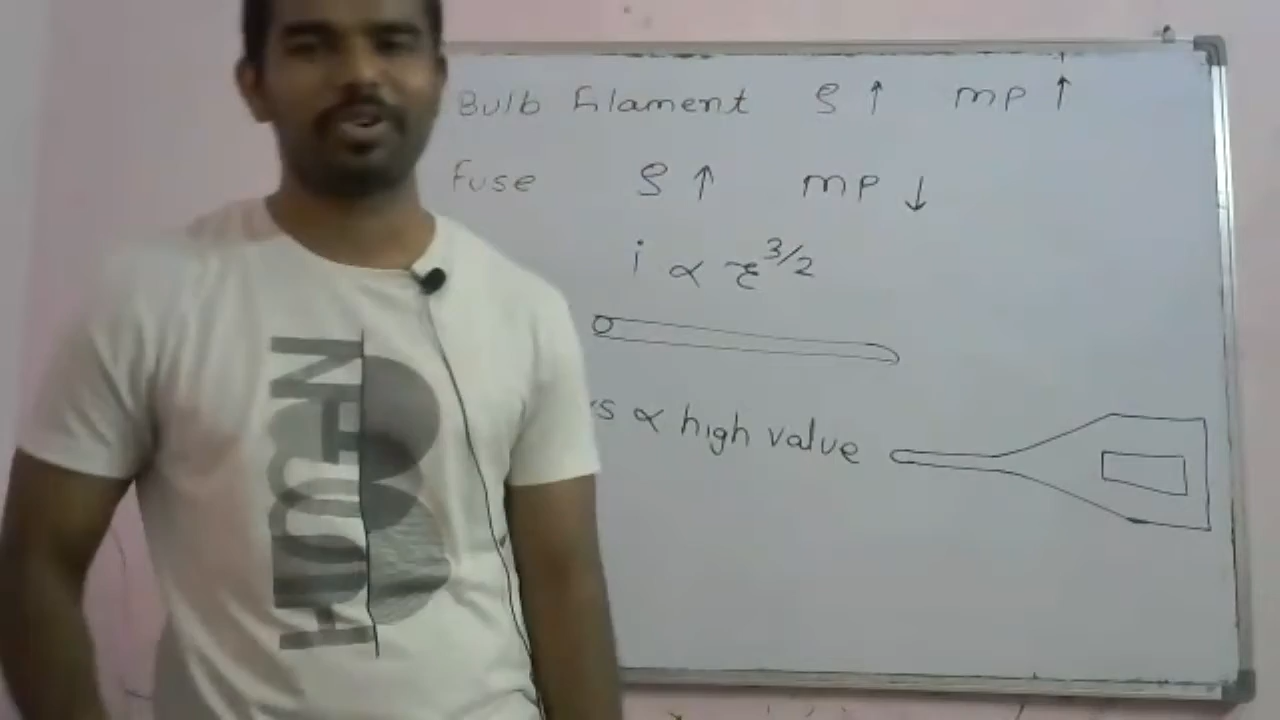 Bulb filament ρ ↑ mp ↑
fuse ρ ↑ mp ↓
i ∝ r^3/2
∝ high value